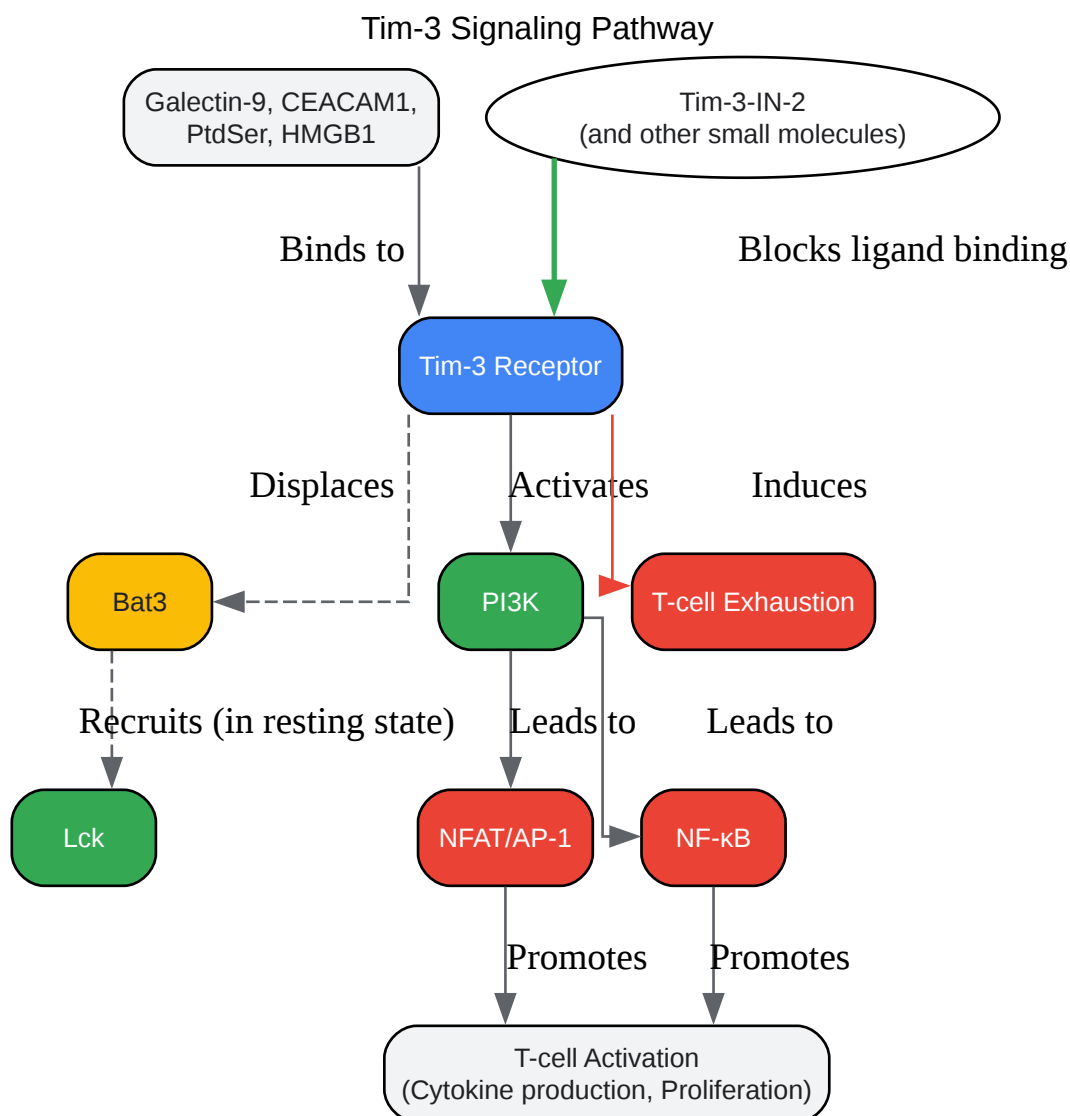 Tim-3 Signaling Pathway
Galectin-9, CEACAM1,
PtdSer, HMGB1
Tim-3-IN-2
(and other small molecules)
Binds to
Blocks ligand binding
Tim-3 Receptor
Displaces
Activates
Induces
Bat3
PI3K
T-cell Exhaustion
Recruits (in resting state)
Leads to
Leads to
Lck
NFAT/AP-1
NF-κB
Promotes
Promotes
T-cell Activation
(Cytokine production, Proliferation)